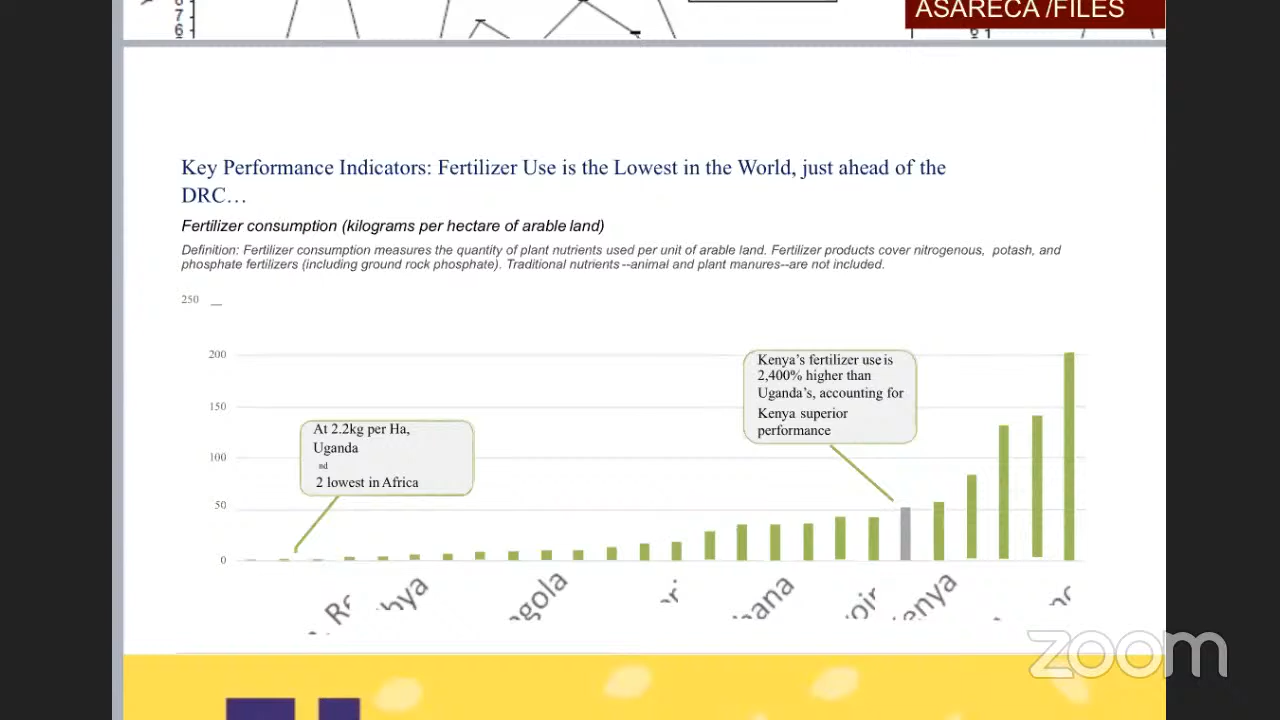 ASARECA /FILES
7
6
Key Performance Indicators: Fertilizer Use is the Lowest in the World, just ahead of the
DRC…
Fertilizer consumption (kilograms per hectare of arable land)
Definition: Fertilizer consumption measures the quantity of plant nutrients used per unit of arable land. Fertilizer products cover nitrogenous, potash, and
phosphate fertilizers (including ground rock phosphate). Traditional nutrients --animal and plant manures--are not included.
250
200
150
100
50
0
At 2.2kg per Ha,
Uganda
nd
2 lowest in Africa
Kenya’s fertilizer use is
2,400% higher than
Uganda’s, accounting for
Kenya superior
performance
zoom